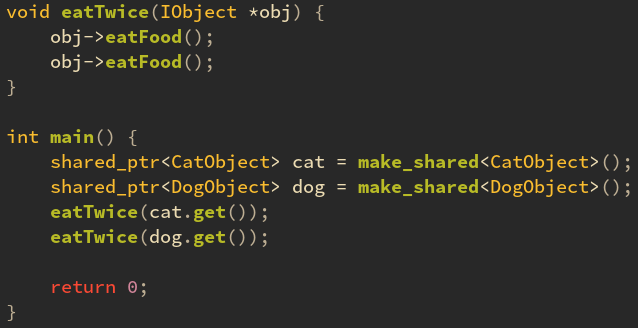 void eatTwice(IObject *obj) {
    obj->eatFood();
    obj->eatFood();
}

int main() {
    shared_ptr<CatObject> cat = make_shared<CatObject>();
    shared_ptr<DogObject> dog = make_shared<DogObject>();
    eatTwice(cat.get());
    eatTwice(dog.get());

    return 0;
}